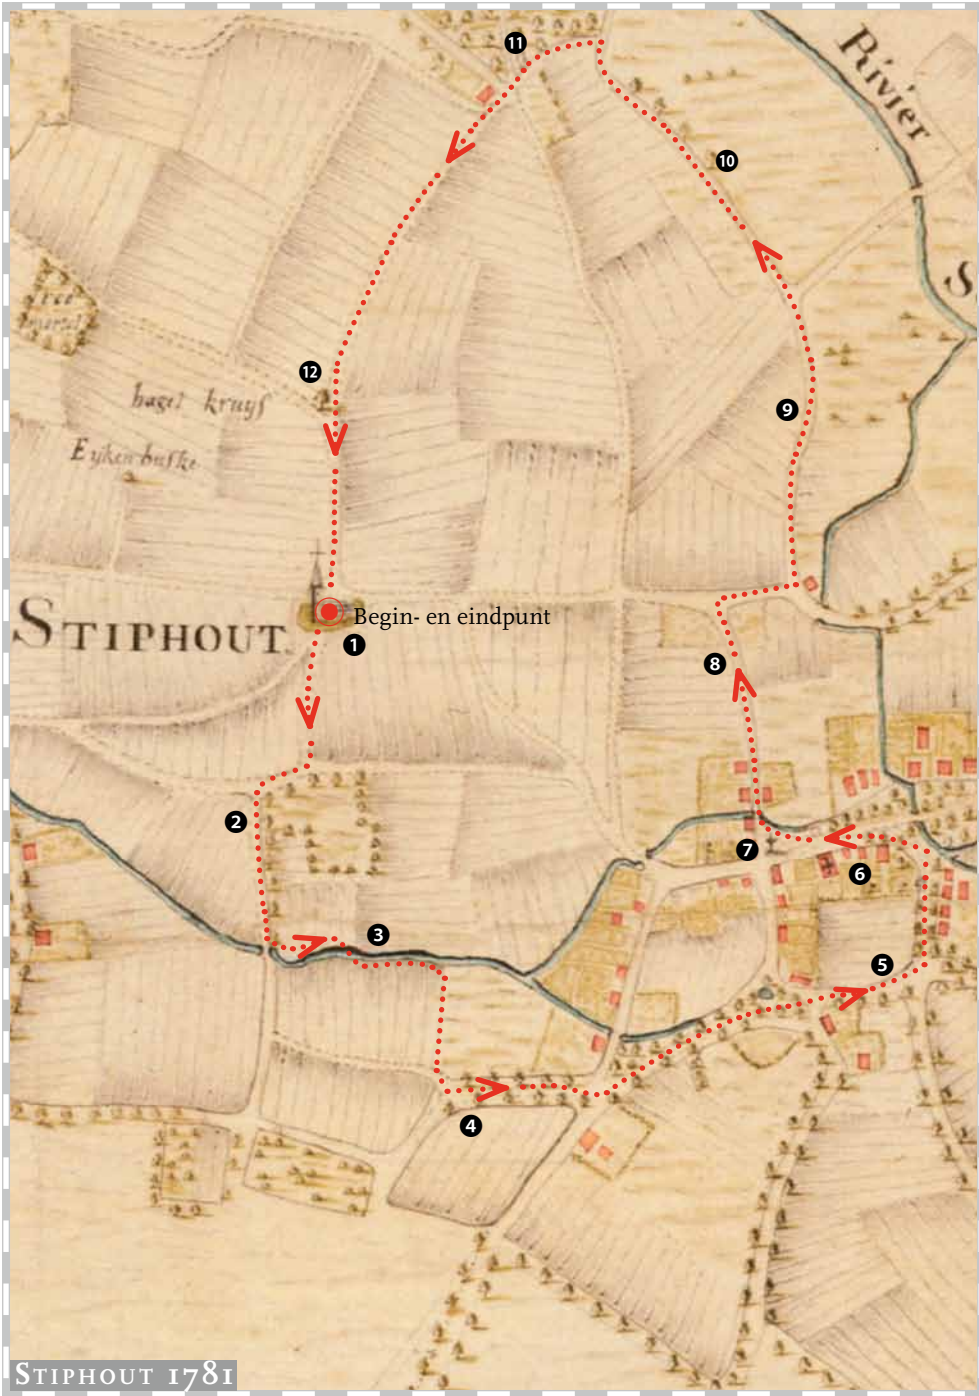 11
Rivier
10
S
12
hagel kruys
9
Eyken buske
Begin- en eindpunt
STIPHOUT
1
8
2
7
6
3
5
4
STIPHOUT 1781